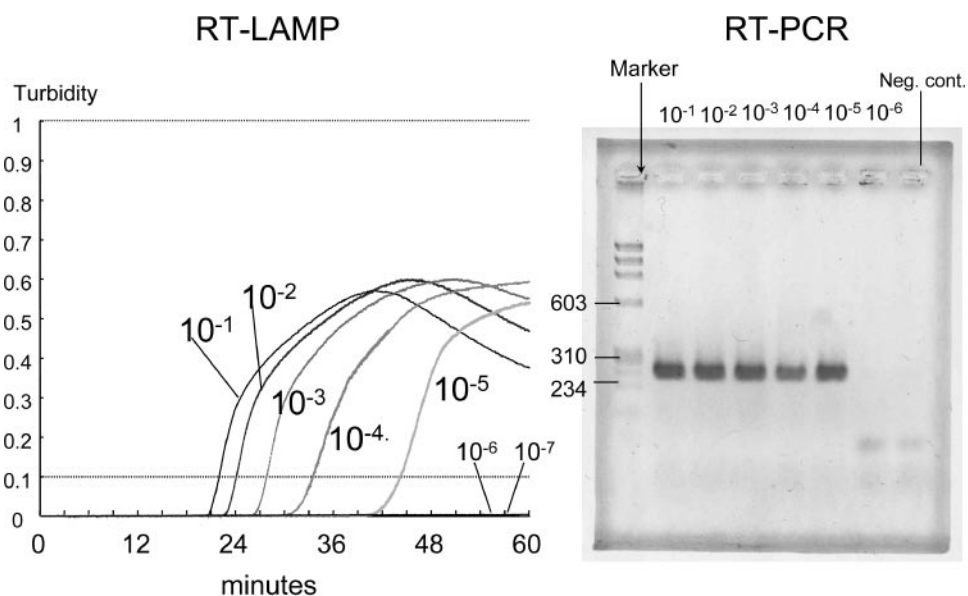 RT-LAMP
Turbidity
1
0.9
0.8
0.7
0.6
0.5
0.4
0.3
0.2
0.1
0
10⁻¹
10⁻²
10⁻³
10⁻⁴.
10⁻⁵
10⁻⁶ 10⁻⁷
0 12 24 36 48 60
minutes
RT-PCR
Marker
Neg. cont.
10⁻¹ 10⁻² 10⁻³ 10⁻⁴ 10⁻⁵ 10⁻⁶
603
310
234